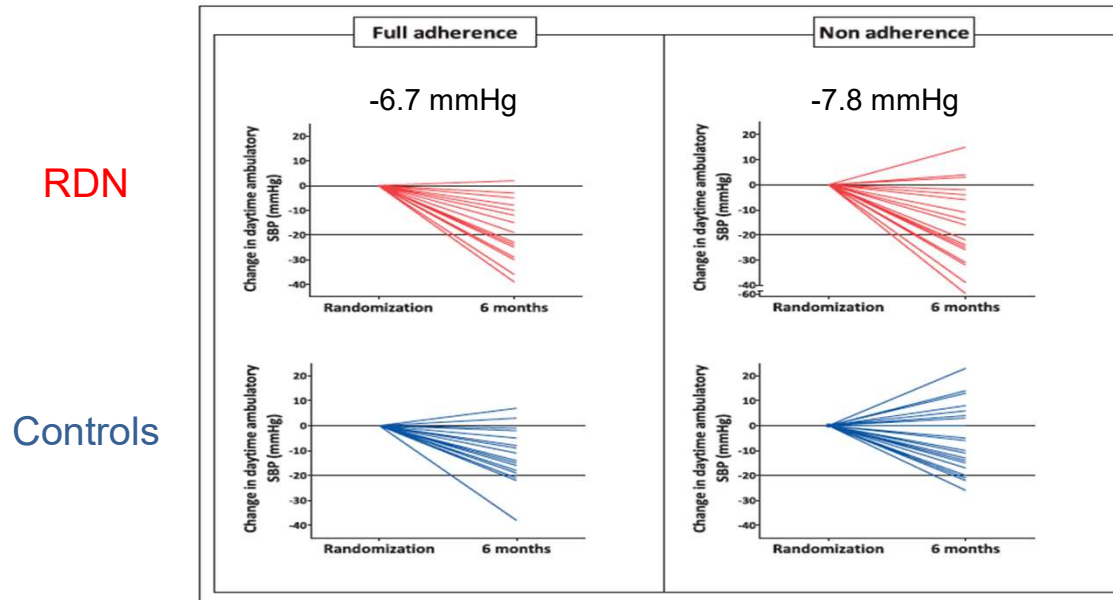 Full adherence
Non adherence
-6.7 mmHg
-7.8 mmHg
RDN
Change in daytime ambulatory
SBP (mmHg)
20
10
0
-10
-20
-30
-40
Randomization
6 months
Change in daytime ambulatory
SBP (mmHg)
20
10
0
-10
-20
-30
-40
-60
Randomization
6 months
Controls
Change in daytime ambulatory
SBP (mmHg)
20
10
0
-10
-20
-30
-40
Randomization
6 months
Change in daytime ambulatory
SBP (mmHg)
20
10
0
-10
-20
-30
-40
Randomization
6 months